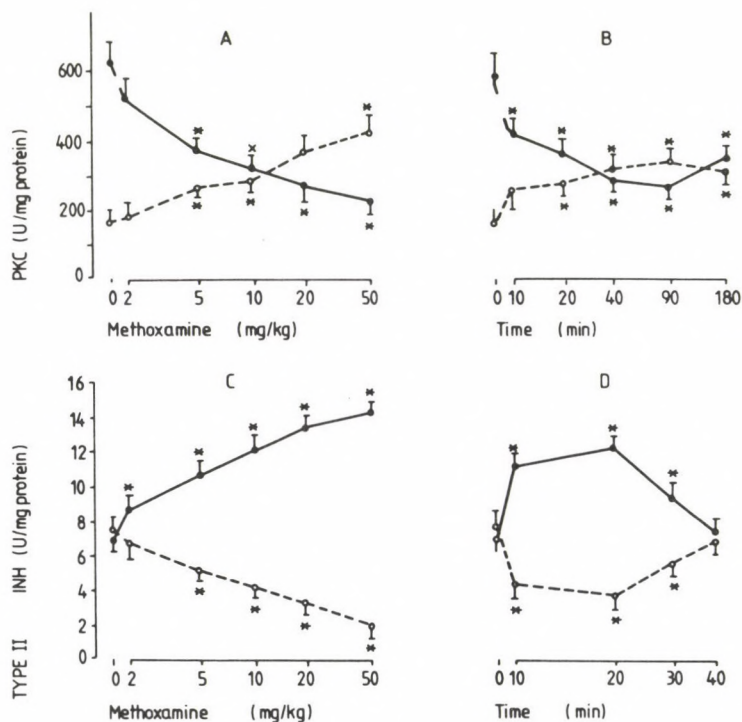 A
B
PKC (U/mg protein)
600
400
200
0
* × *
* * * *
* * * * *
* * * *
0 2 5 10 20 50
Methoxamine (mg/kg)
0 10 20 40 90 180
Time (min)
C
D
TYPE II INH (U/mg protein)
16
14
12
10
8
6
4
2
0
* * * * *
* * * *
* * *
* * *
0 2 5 10 20 50
Methoxamine (mg/kg)
0 10 20 30 40
Time (min)